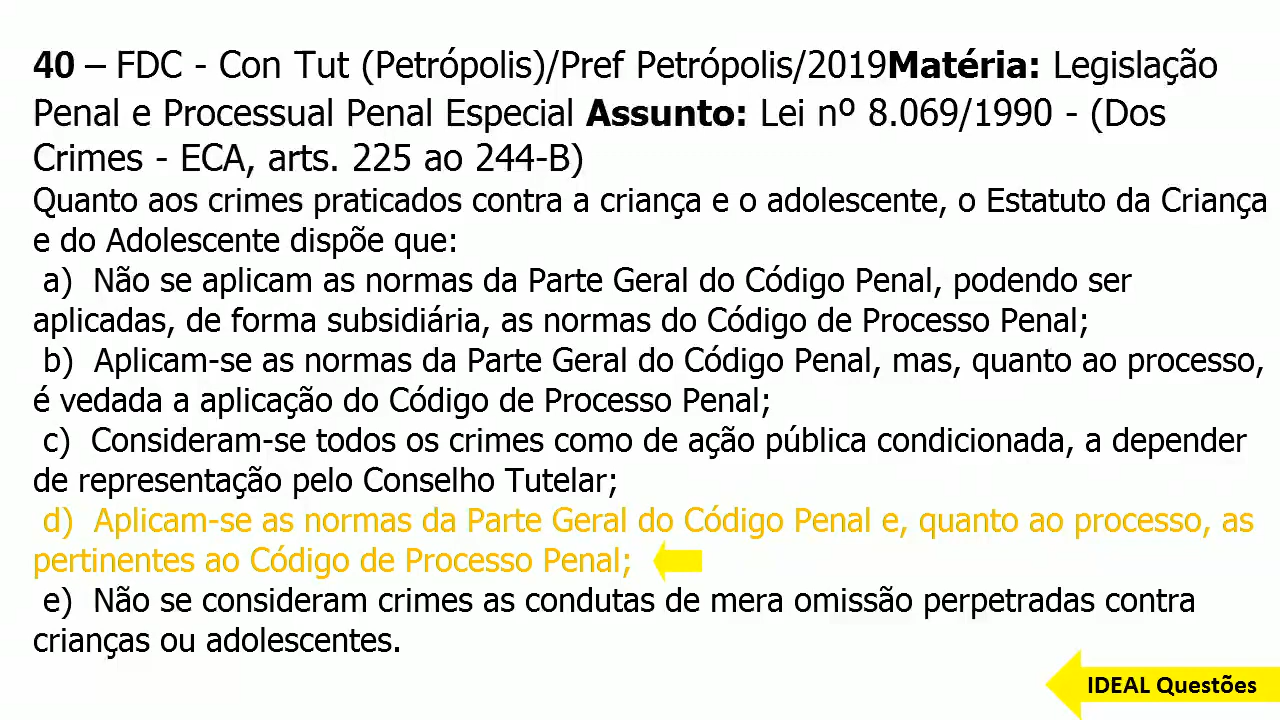 40 – FDC - Con Tut (Petrópolis)/Pref Petrópolis/2019Matéria: Legislação
Penal e Processual Penal Especial Assunto: Lei nº 8.069/1990 - (Dos
Crimes - ECA, arts. 225 ao 244-B)
Quanto aos crimes praticados contra a criança e o adolescente, o Estatuto da Criança
e do Adolescente dispõe que:
a) Não se aplicam as normas da Parte Geral do Código Penal, podendo ser
aplicadas, de forma subsidiária, as normas do Código de Processo Penal;
b) Aplicam-se as normas da Parte Geral do Código Penal, mas, quanto ao processo,
é vedada a aplicação do Código de Processo Penal;
c) Consideram-se todos os crimes como de ação pública condicionada, a depender
de representação pelo Conselho Tutelar;
d) Aplicam-se as normas da Parte Geral do Código Penal e, quanto ao processo, as
pertinentes ao Código de Processo Penal;
e) Não se consideram crimes as condutas de mera omissão perpetradas contra
crianças ou adolescentes.
IDEAL Questões